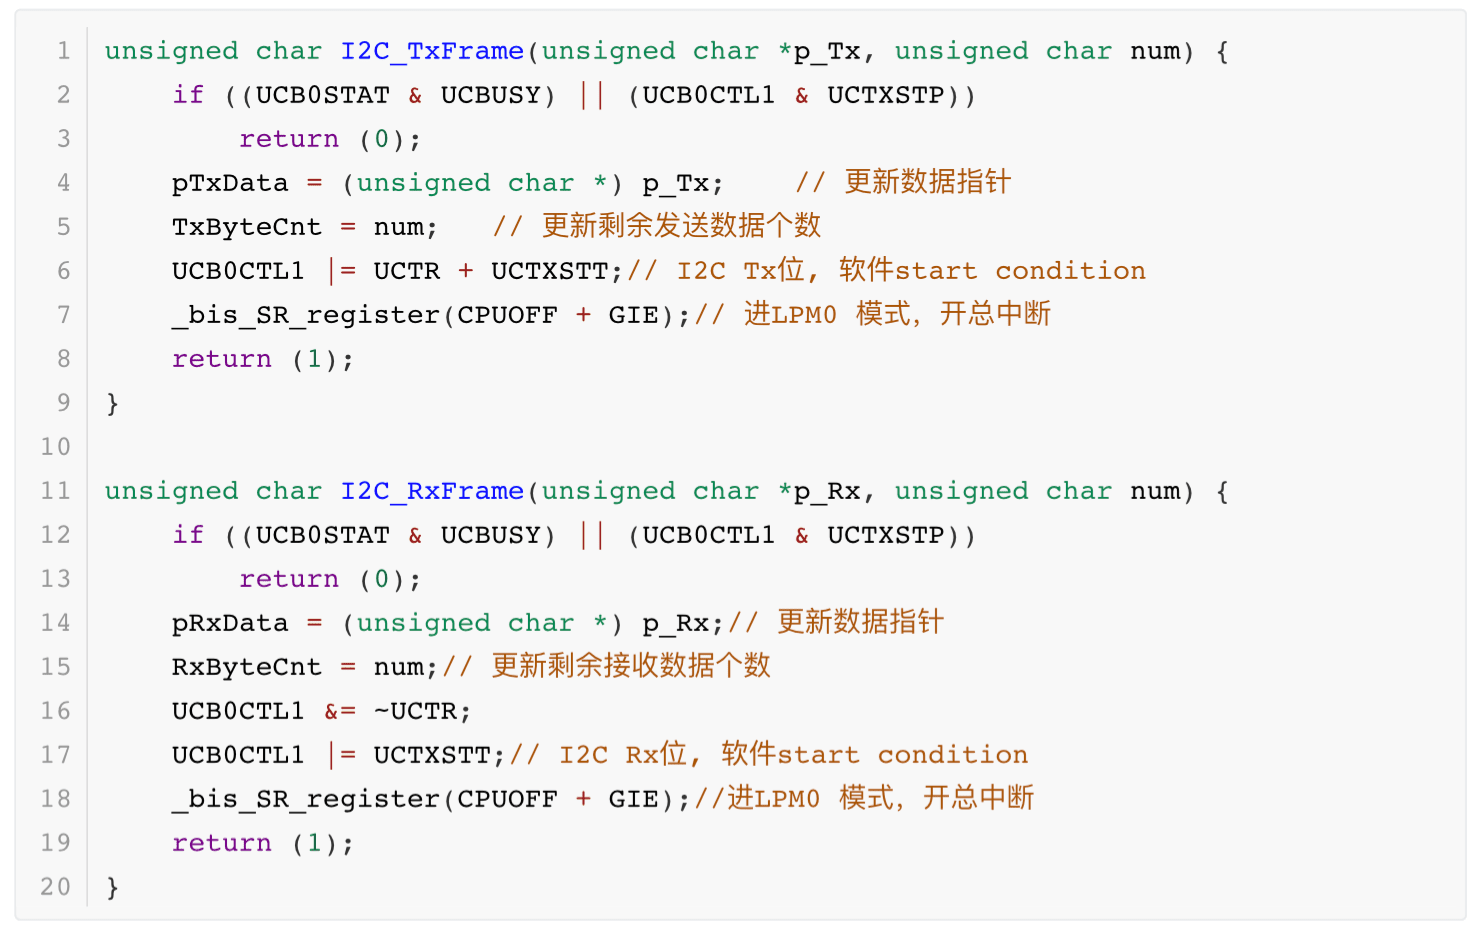 1 unsigned char I2C_TxFrame(unsigned char *p_Tx, unsigned char num) {
2     if ((UCB0STAT & UCBUSY) || (UCB0CTL1 & UCTXSTP))
3         return (0);
4     pTxData = (unsigned char *) p_Tx;    // 更新数据指针
5     TxByteCnt = num;   // 更新剩余发送数据个数
6     UCB0CTL1 |= UCTR + UCTXSTT;// I2C Tx位, 软件start condition
7     _bis_SR_register(CPUOFF + GIE);// 进LPM0 模式, 开总中断
8     return (1);
9 }
10
11 unsigned char I2C_RxFrame(unsigned char *p_Rx, unsigned char num) {
12     if ((UCB0STAT & UCBUSY) || (UCB0CTL1 & UCTXSTP))
13         return (0);
14     pRxData = (unsigned char *) p_Rx;// 更新数据指针
15     RxByteCnt = num;// 更新剩余接收数据个数
16     UCB0CTL1 &= ~UCTR;
17     UCB0CTL1 |= UCTXSTT;// I2C Rx位, 软件start condition
18     _bis_SR_register(CPUOFF + GIE);//进LPM0 模式, 开总中断
19     return (1);
20 }